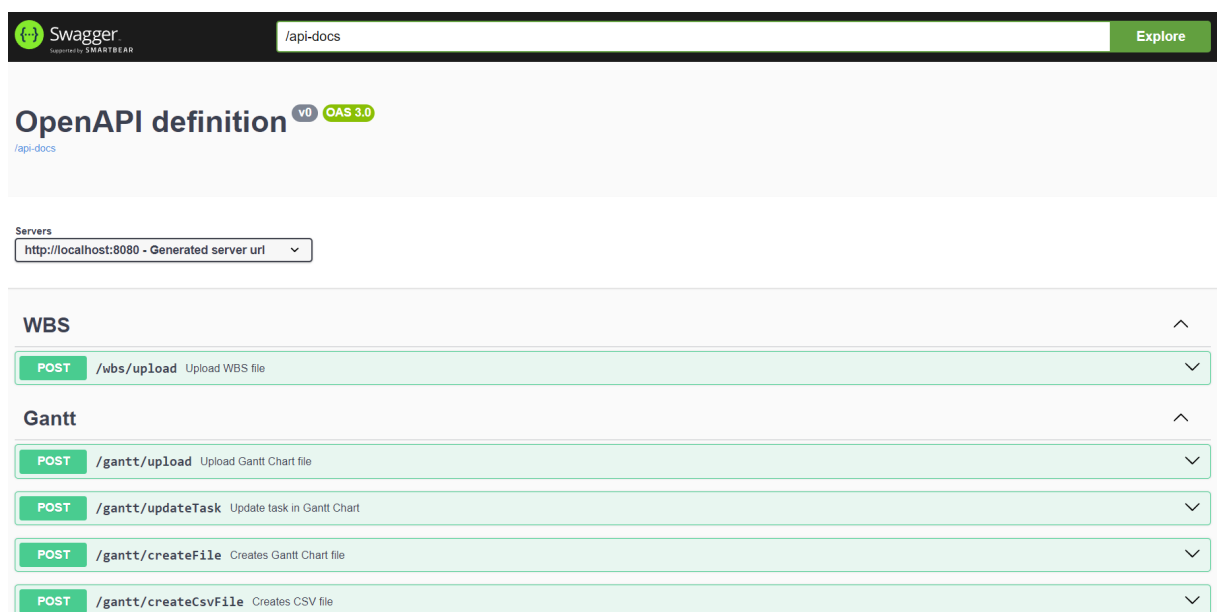 {··} Swagger.
Supported by SMARTBEAR
/api-docs
Explore
OpenAPI definition v0 OAS 3.0
/api-docs
Servers
http://localhost:8080 - Generated server url
WBS
POST /wbs/upload Upload WBS file
Gantt
POST /gantt/upload Upload Gantt Chart file
POST /gantt/updateTask Update task in Gantt Chart
POST /gantt/createFile Creates Gantt Chart file
POST /gantt/createCsvFile Creates CSV file